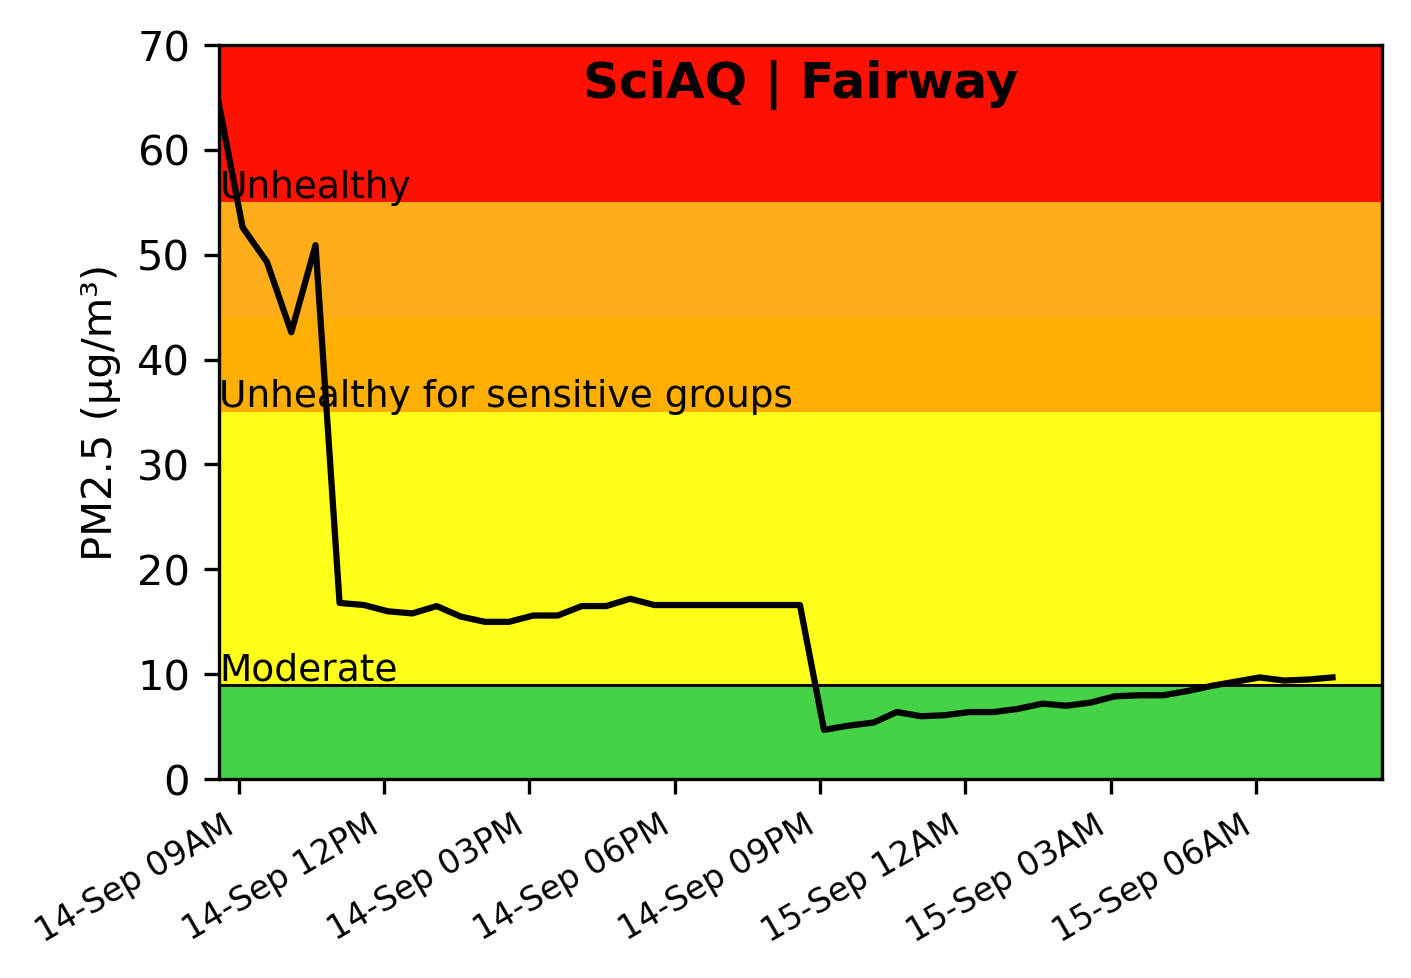 SciAQ | Fairway
70
60
50
40
30
20
10
0
PM2.5 (µg/m³)
Unhealthy
Unhealthy for sensitive groups
Moderate
14-Sep 09AM
14-Sep 12PM
14-Sep 03PM
14-Sep 06PM
14-Sep 09PM
15-Sep 12AM
15-Sep 03AM
15-Sep 06AM